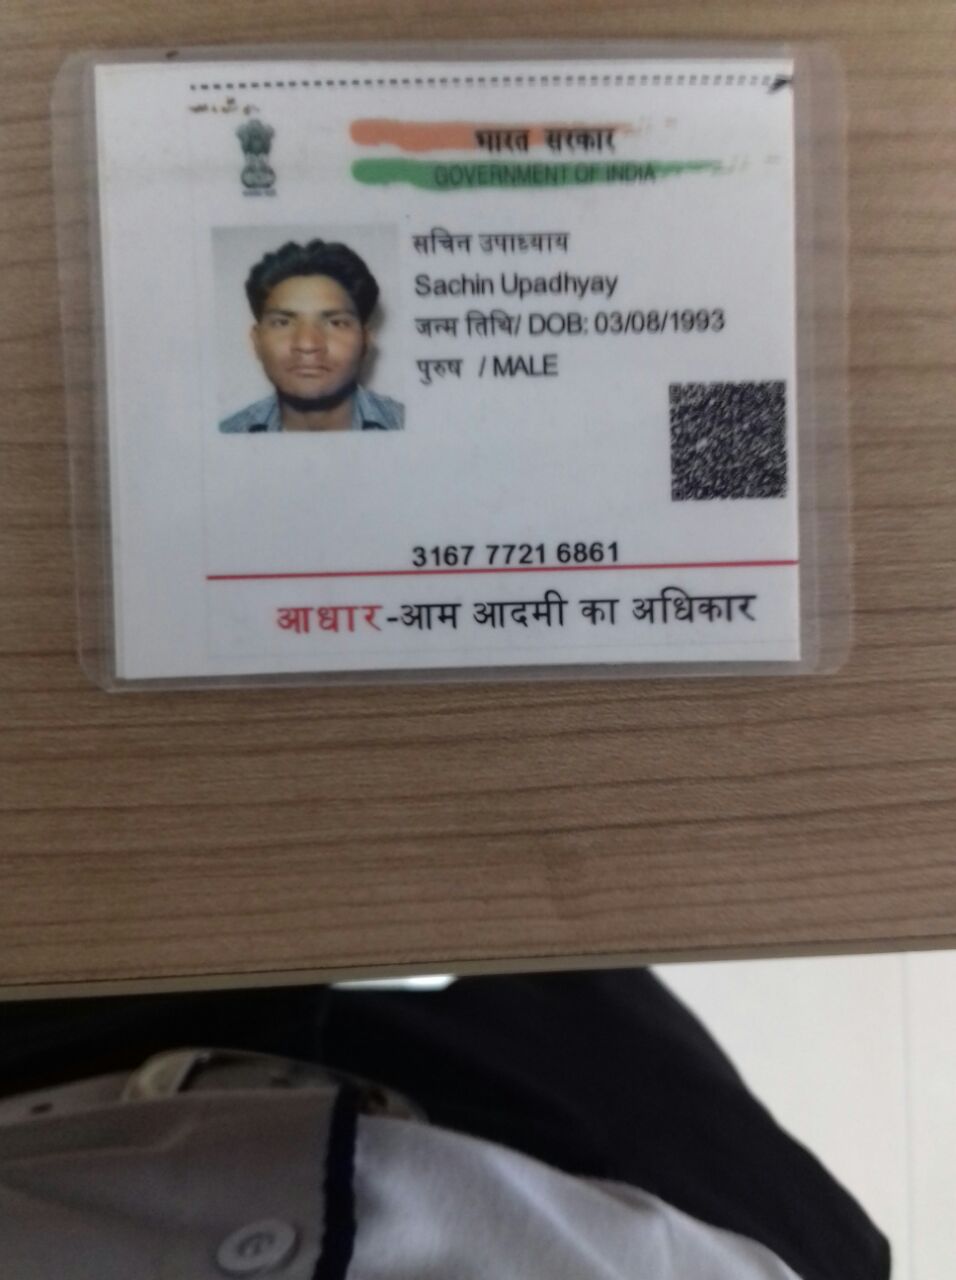 भारत सरकार
GOVERNMENT OF INDIA
सचिन उपाध्याय
Sachin Upadhyay
जन्म तिथि/ DOB: 03/08/1993
पुरुष / MALE
3167 7721 6861
आधार-आम आदमी का अधिकार